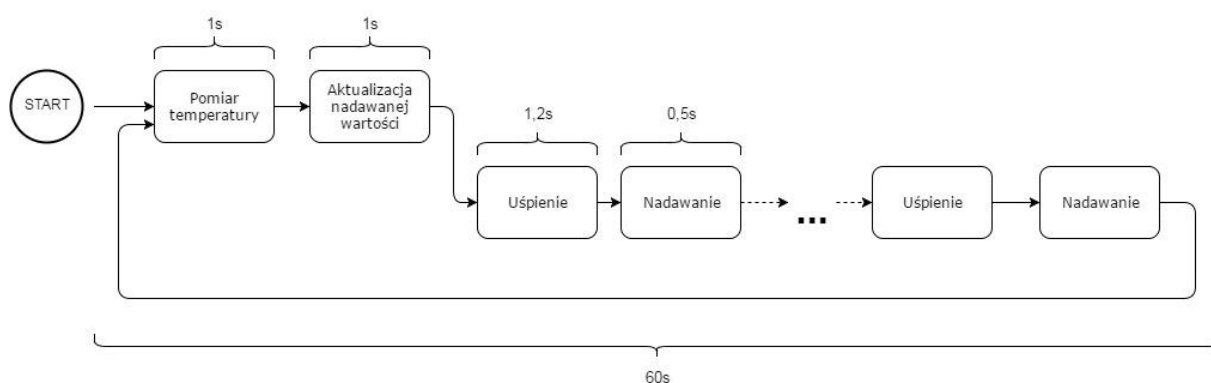 1s
1s
START
Pomiar
temperatury
Aktualizacja
nadawanej
wartości
1,2s
0,5s
Uśpienie
Nadawanie
...
Uśpienie
Nadawanie
60s